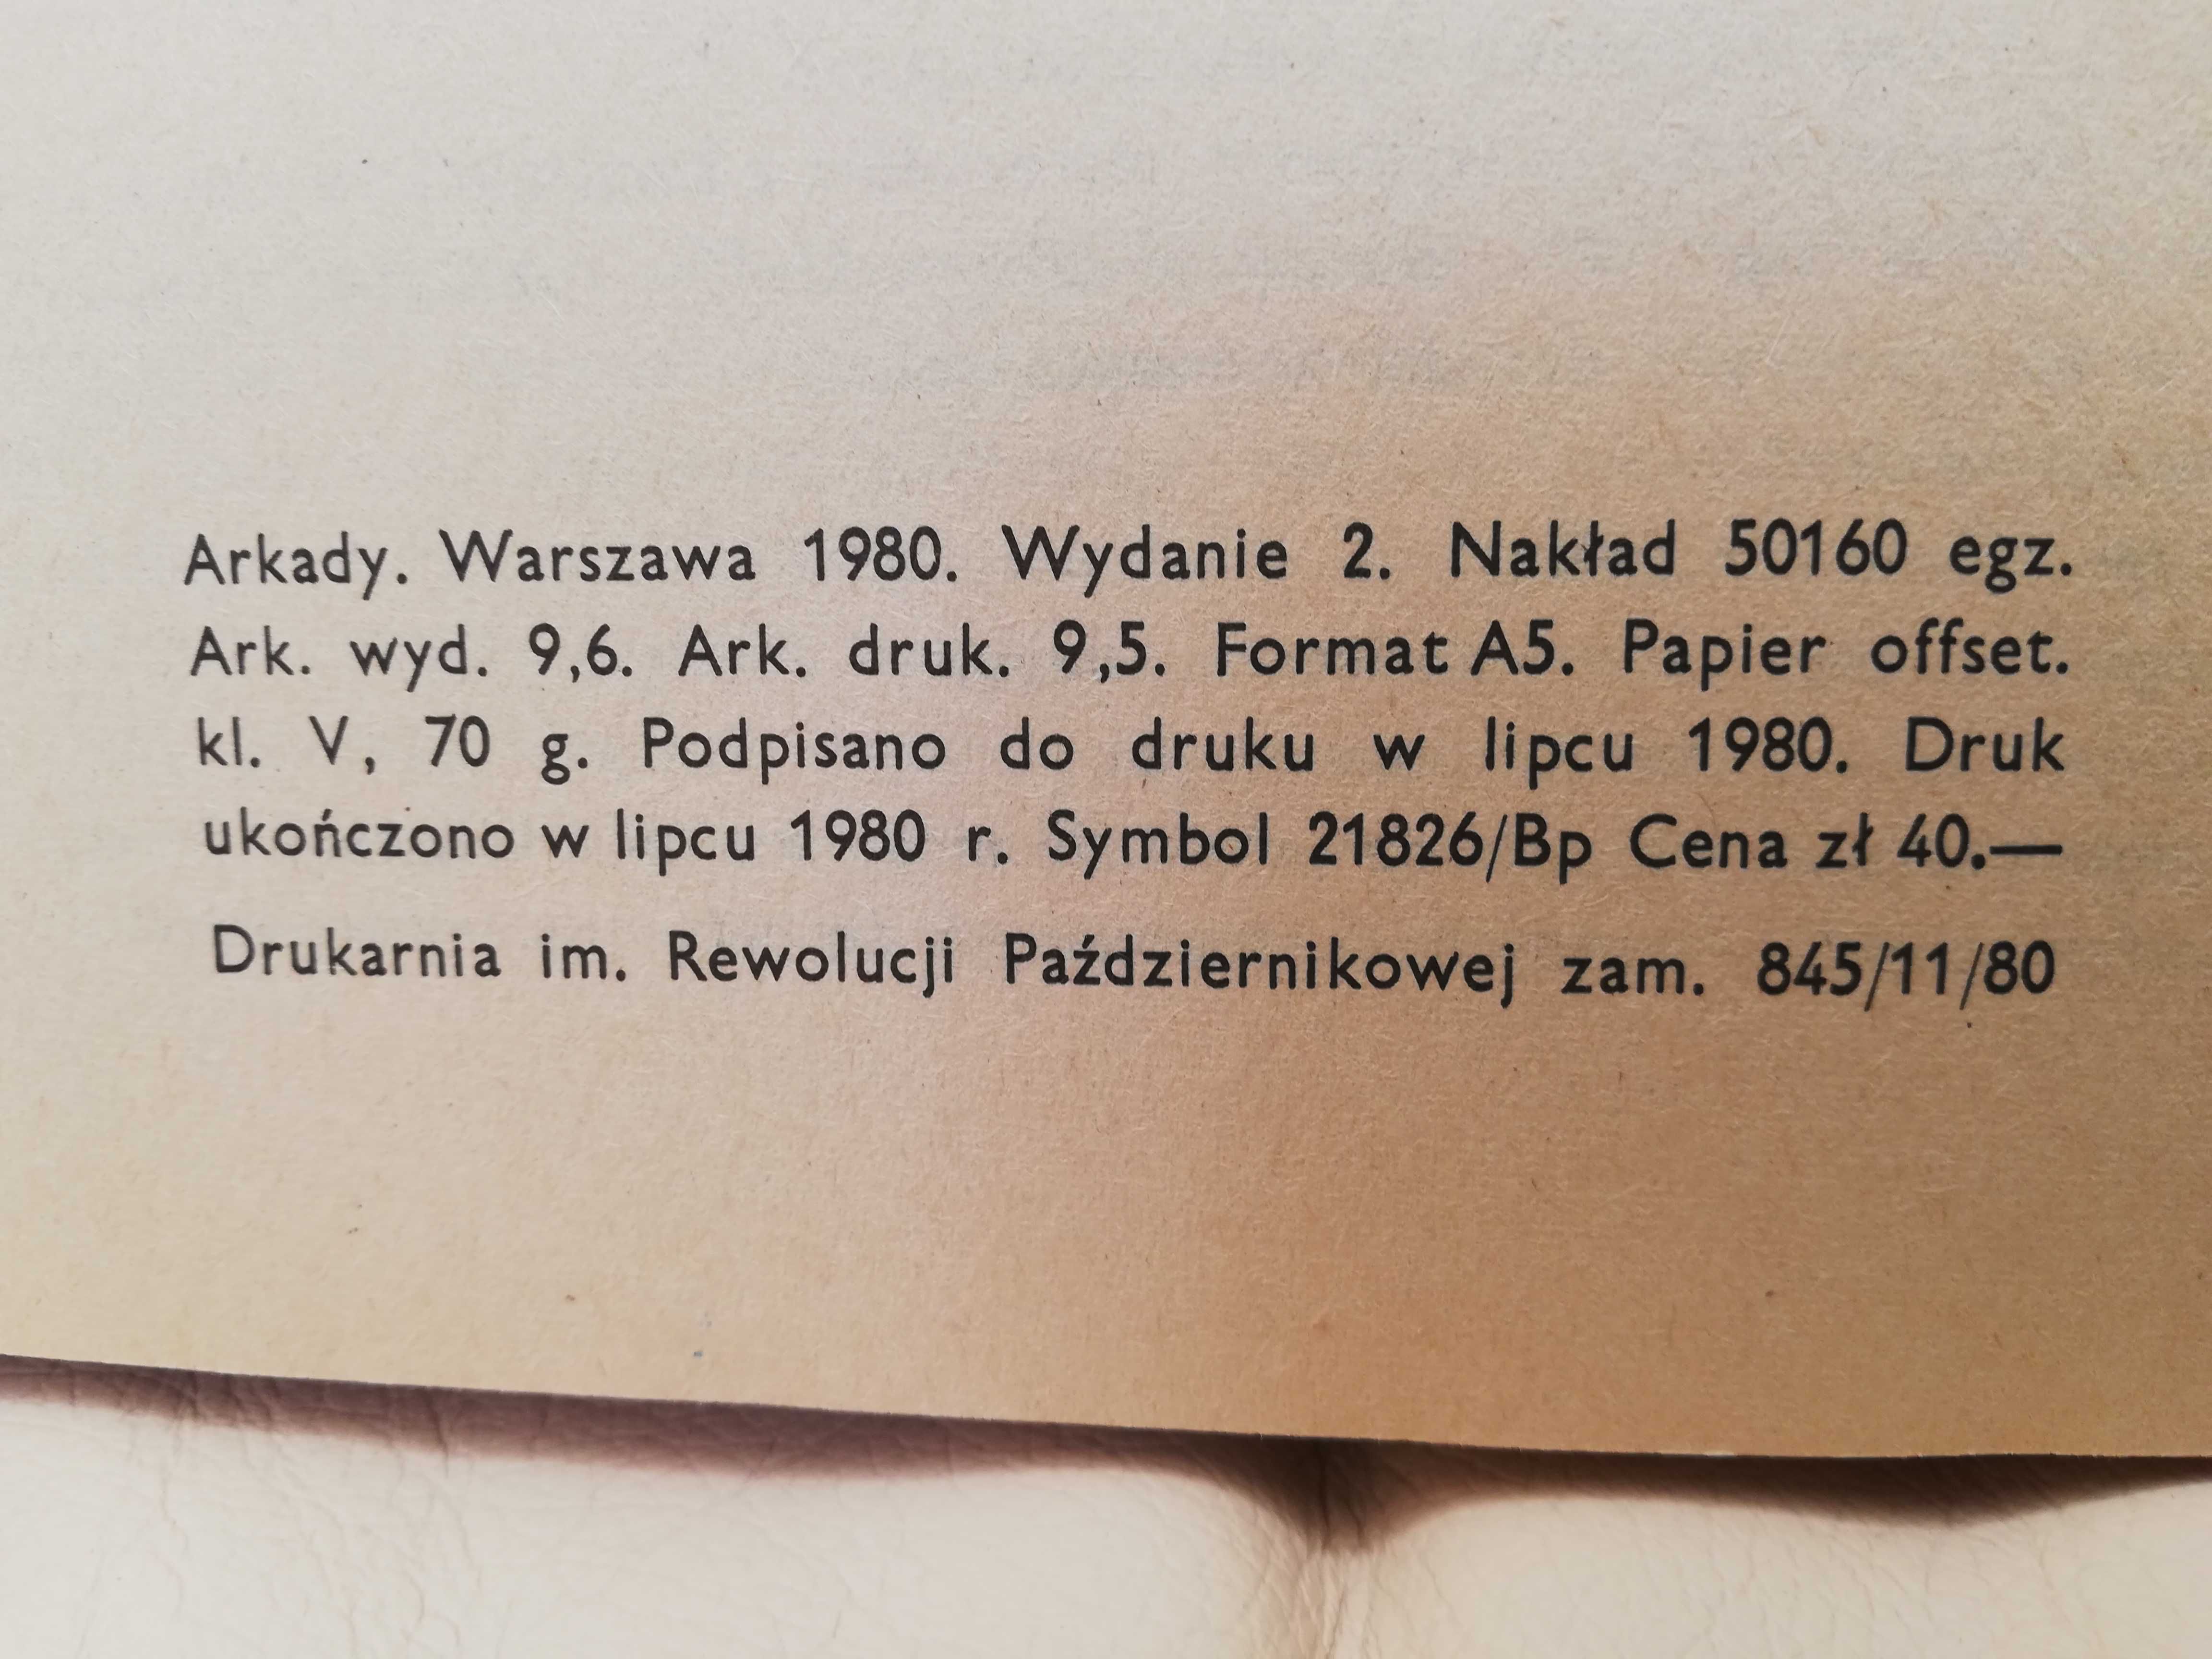 Arkady. Warszawa 1980. Wydanie 2. Nakład 50160 egz.
Ark. wyd. 9,6. Ark. druk. 9,5. Format A5. Papier offset.
kl. V, 70 g. Podpisano do druku w lipcu 1980. Druk
ukończono w lipcu 1980 r. Symbol 21826/Bp Cena zł 40.—
Drukarnia im. Rewolucji Październikowej zam. 845/11/80